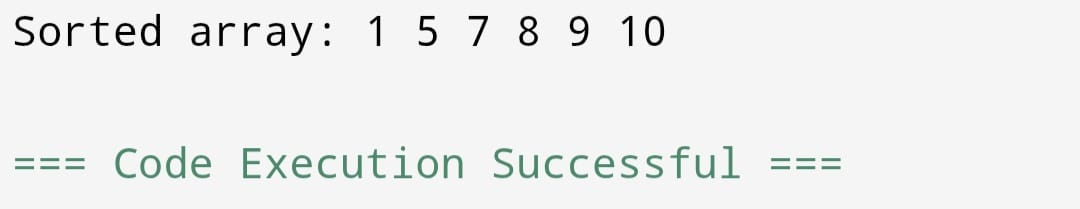 Sorted array: 1 5 7 8 9 10
=== Code Execution Successful ===